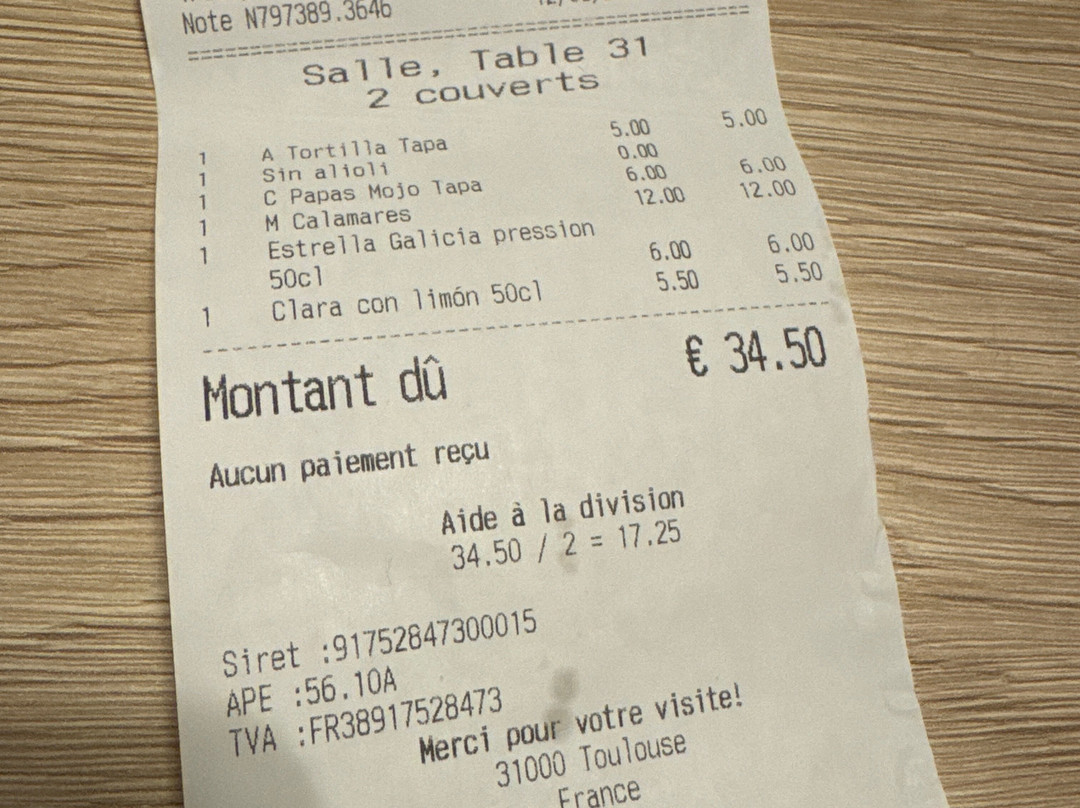 Note N797389.3646
Salle, Table 31
2 couverts
1 A Tortilla Tapa 5.00 5.00
1 Sin alioli 0.00
1 C Papas Mojo Tapa 6.00 6.00
1 M Calamares 12.00 12.00
1 Estrella Galicia pression
50cl 6.00 6.00
1 Clara con limón 50cl 5.50 5.50
Montant dû € 34.50
Aucun paiement reçu
Aide à la division
34.50 / 2 = 17.25
Siret :91752847300015
APE :56.10A
TVA :FR38917528473
Merci pour votre visite!
31000 Toulouse
France